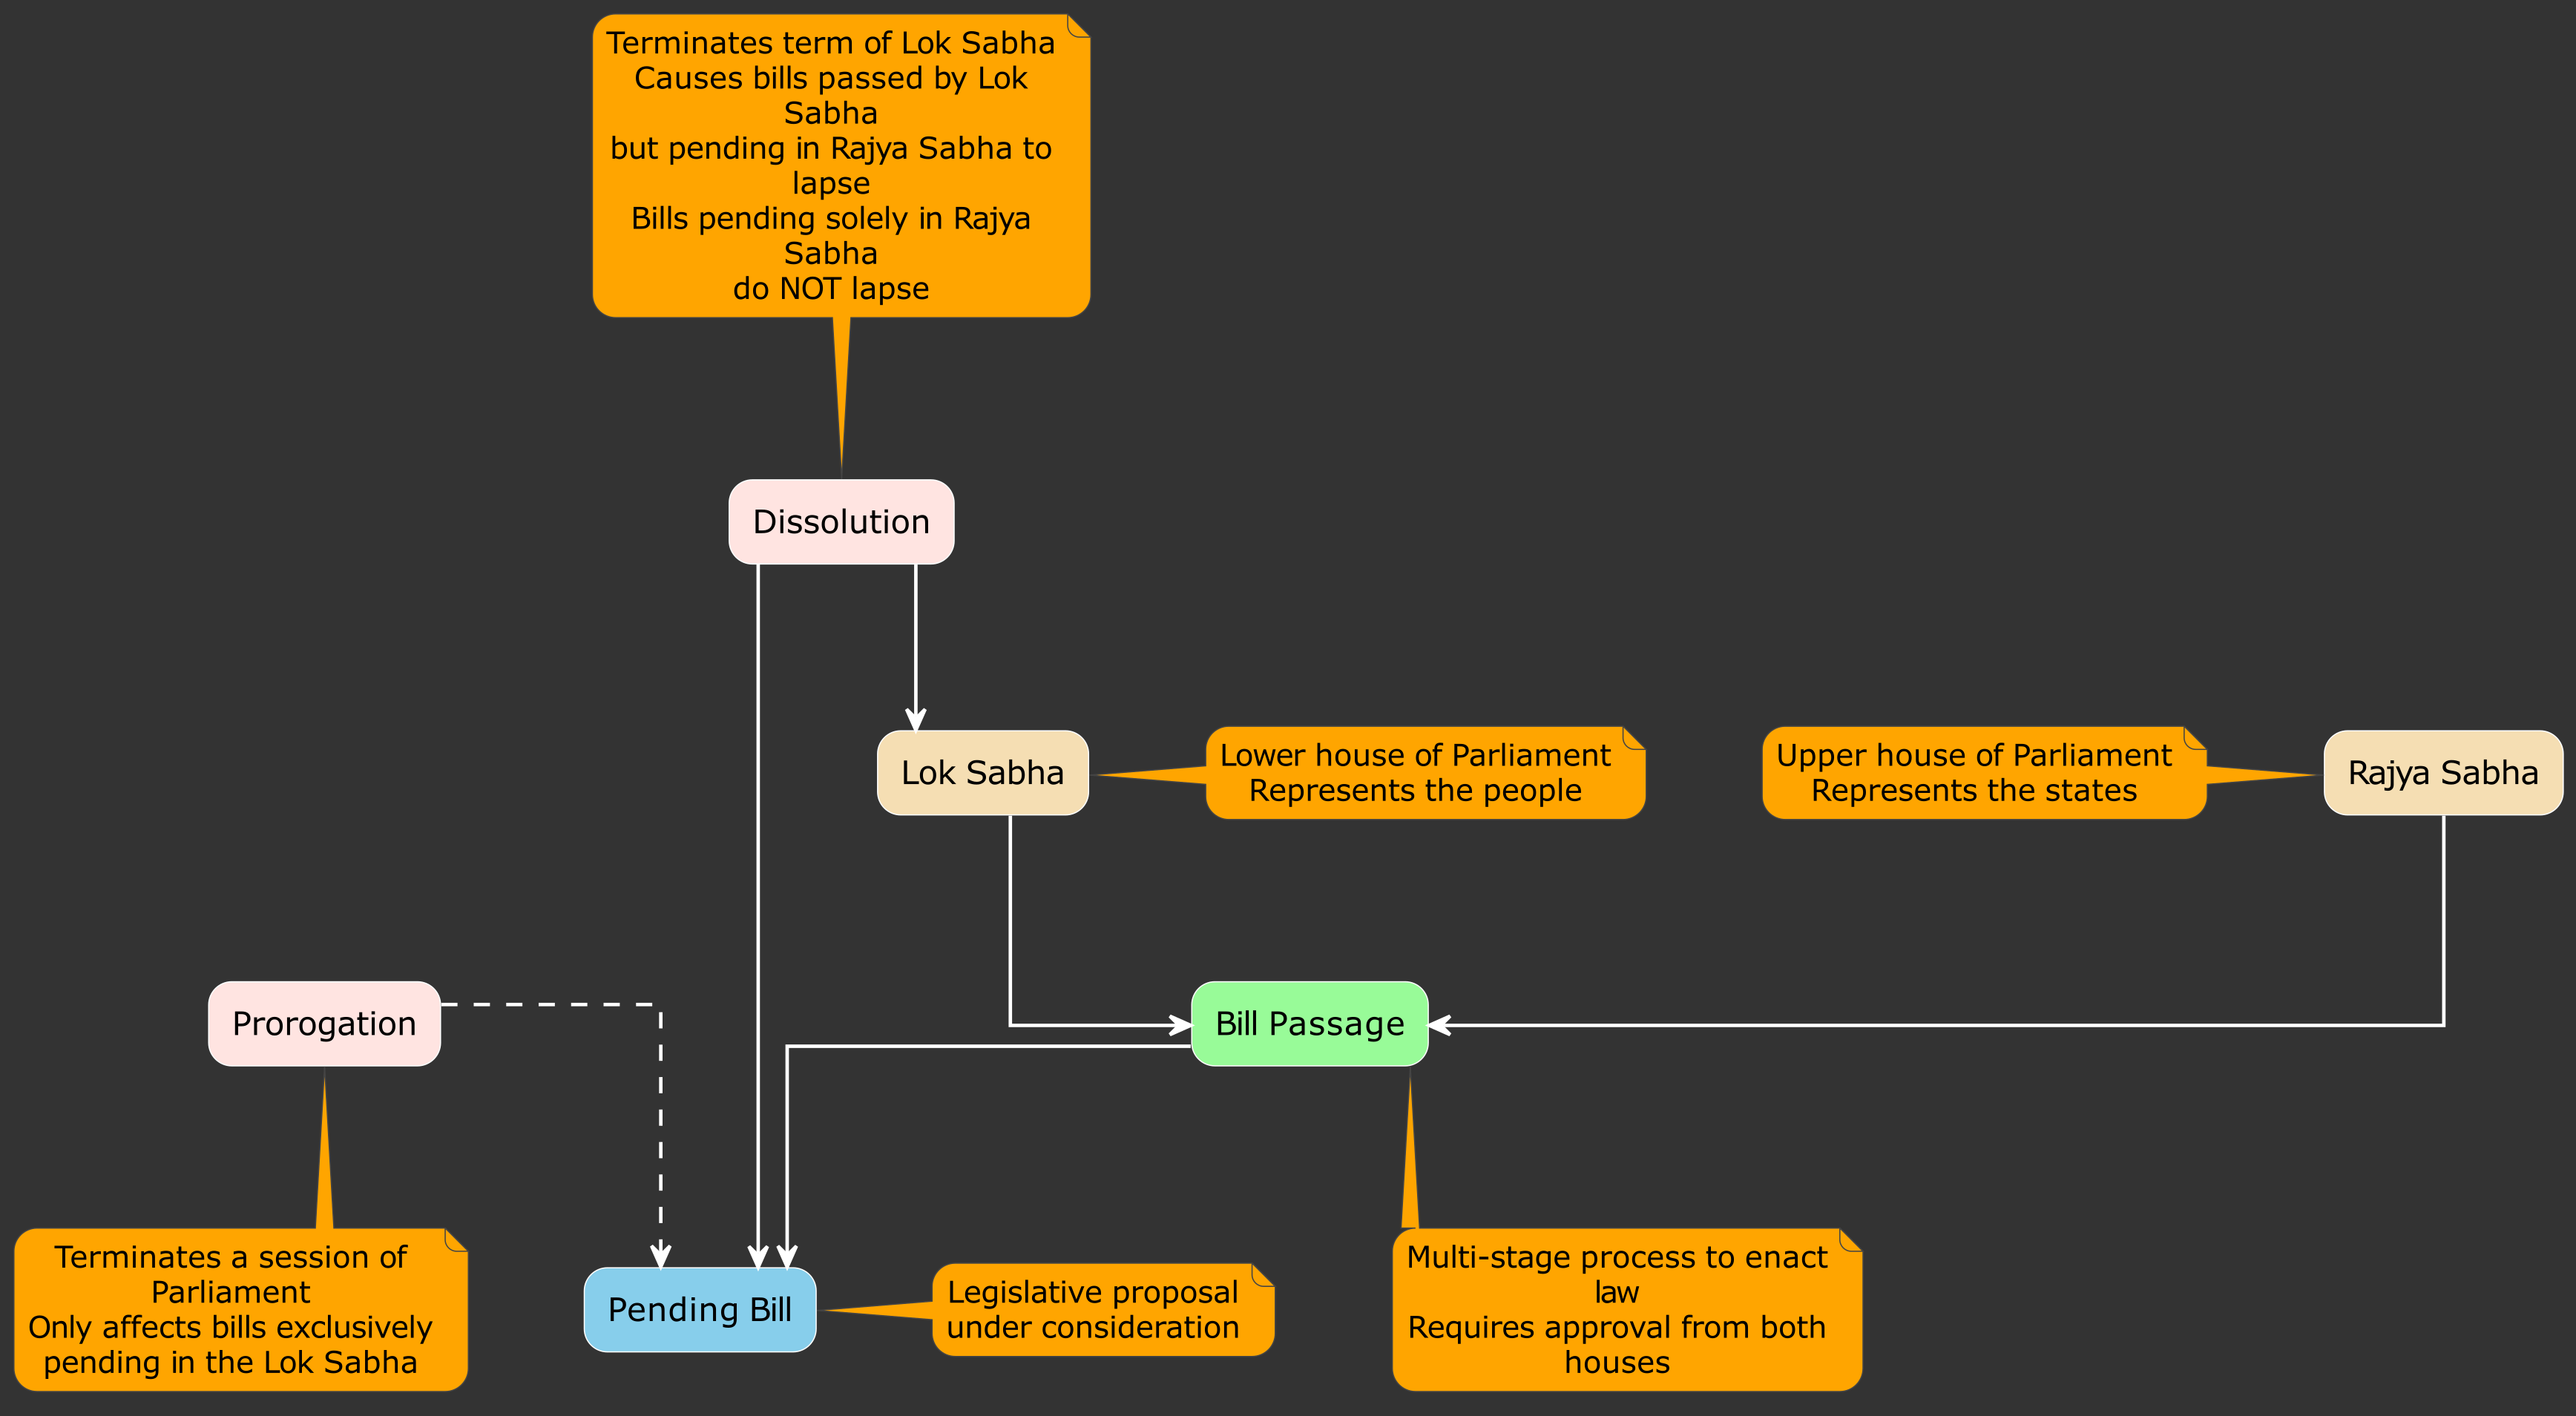 Terminates term of Lok Sabha
Causes bills passed by Lok
Sabha
but pending in Rajya Sabha to
lapse
Bills pending solely in Rajya
Sabha
do NOT lapse
Dissolution
Lok Sabha
Lower house of Parliament
Represents the people
Upper house of Parliament
Represents the states
Rajya Sabha
Prorogation
Bill Passage
Terminates a session of
Parliament
Only affects bills exclusively
pending in the Lok Sabha
Pending Bill
Legislative proposal
under consideration
Multi-stage process to enact
law
Requires approval from both
houses